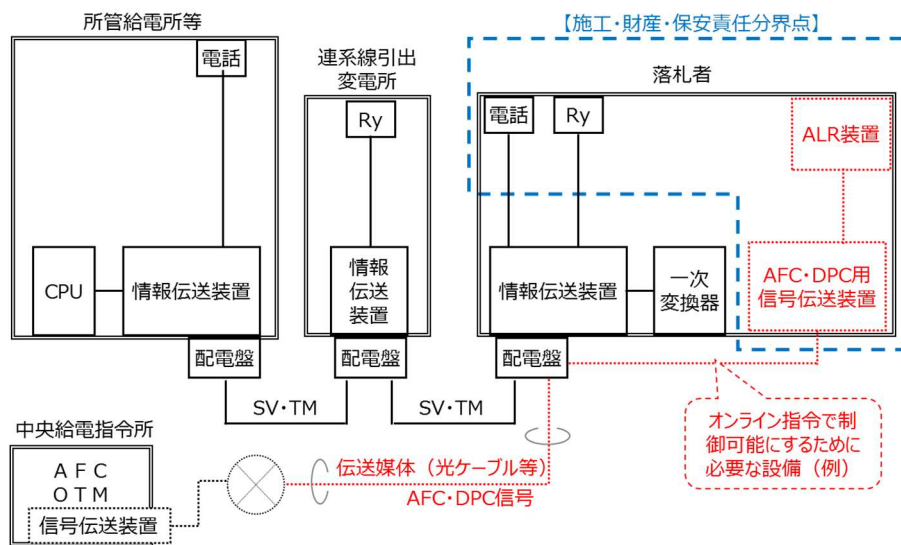 所管給電所等
電話
CPU
情報伝送装置
配電盤
連系線引出
変電所
Ry
情報
伝送
装置
配電盤
【施工・財産・保安責任分界点】
落札者
電話
Ry
ALR装置
情報伝送装置
一次
変換器
AFC・DPC用
信号伝送装置
配電盤
SV・TM
SV・TM
中央給電指令所
AFC
OTM
信号伝送装置
伝送媒体（光ケーブル等）
AFC・DPC信号
オンライン指令で制
御可能にするために
必要な設備（例）